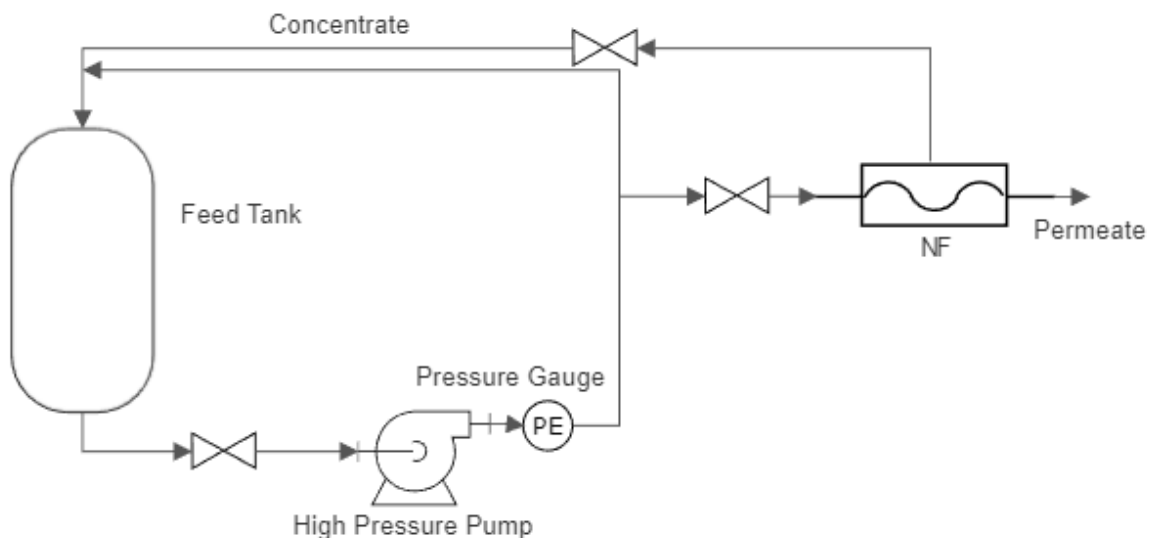 Concentrate
Feed Tank
NF
Permeate
Pressure Gauge
PE
High Pressure Pump